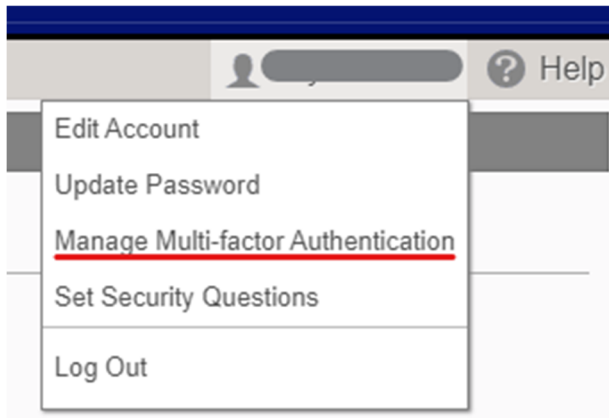 Help
Edit Account
Update Password
Manage Multi-factor Authentication
Set Security Questions
Log Out